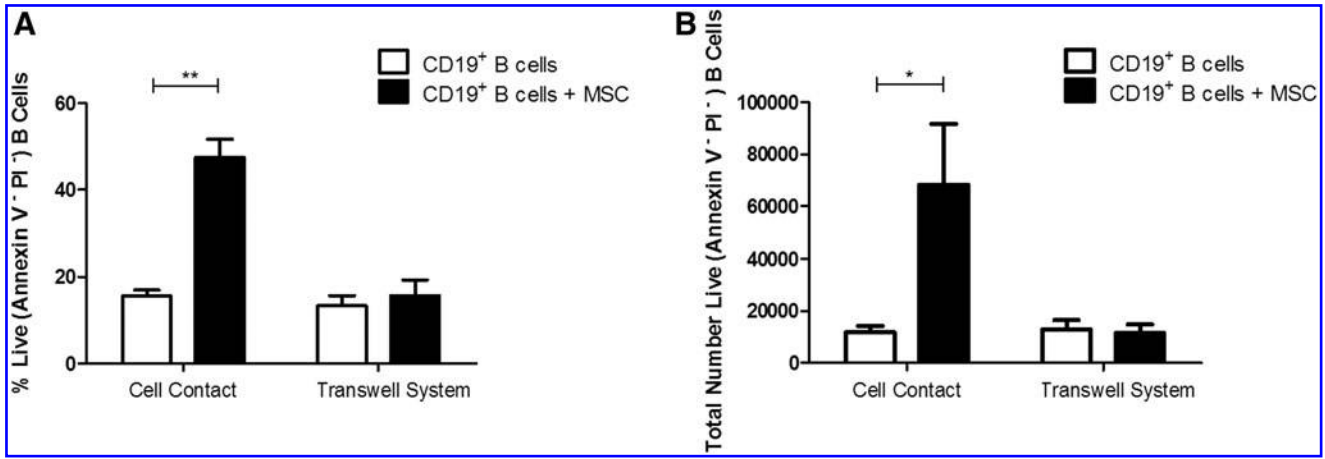 A
% Live (Annexin V⁻ PI⁻) B Cells
CD19⁺ B cells
CD19⁺ B cells + MSC
**
60
40
20
0
Cell Contact
Transwell System
B
Total Number Live (Annexin V⁻ PI⁻) B Cells
CD19⁺ B cells
CD19⁺ B cells + MSC
*
100000
80000
60000
40000
20000
0
Cell Contact
Transwell System